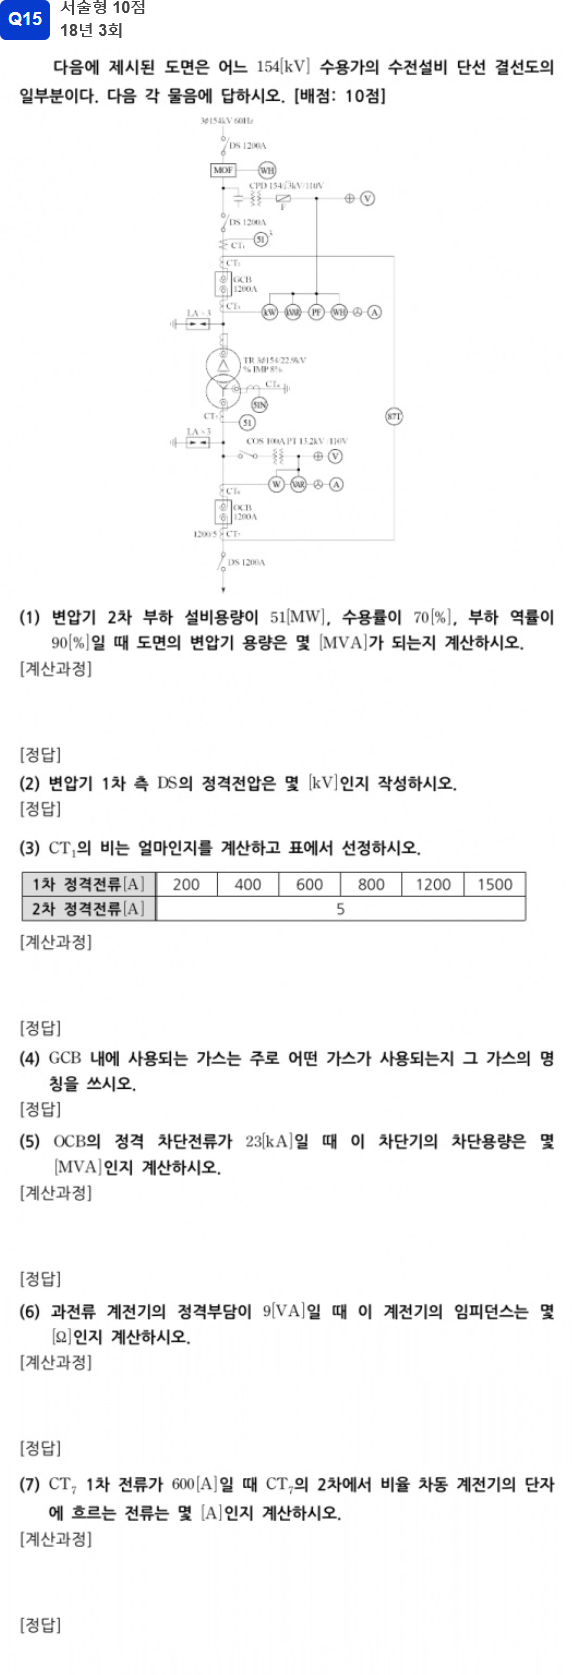 Q15
서술형 10점
18년 3회
다음에 제시된 도면은 어느 154[kV] 수용가의 수전설비 단선 결선도의
일부분이다. 다음 각 물음에 답하시오. [배점: 10점]
3ϕ154kV 60Hz
DS 1200A
MOF
WH
CPD 154/√3kV/110V
F
V
DS 1200A
CT₁
51
3
CT₂
GCB
1200A
CT₃
kW
kVAR
PF
WH
A
LA × 3
TR 3ϕ154/22.9kV
% IMP 8%
CT₄
51N
CT₅
51
87T
LA × 3
COS 100A PT 13.2kV /110V
V
W
VAR
A
CT₆
OCB
1200A
1200/5
CT₇
DS 1200A
(1) 변압기 2차 부하 설비용량이 51[MW], 수용률이 70[%], 부하 역률이
90[%]일 때 도면의 변압기 용량은 몇 [MVA]가 되는지 계산하시오.
[계산과정]
[정답]
(2) 변압기 1차 측 DS의 정격전압은 몇 [kV]인지 작성하시오.
[정답]
(3) CT₁의 비는 얼마인지를 계산하고 표에서 선정하시오.
1차 정격전류[A] 200 400 600 800 1200 1500
2차 정격전류[A] 5
[계산과정]
[정답]
(4) GCB 내에 사용되는 가스는 주로 어떤 가스가 사용되는지 그 가스의 명
칭을 쓰시오.
[정답]
(5) OCB의 정격 차단전류가 23[kA]일 때 이 차단기의 차단용량은 몇
[MVA]인지 계산하시오.
[계산과정]
[정답]
(6) 과전류 계전기의 정격부담이 9[VA]일 때 이 계전기의 임피던스는 몇
[Ω]인지 계산하시오.
[계산과정]
[정답]
(7) CT₇ 1차 전류가 600[A]일 때 CT₇의 2차에서 비율 차동 계전기의 단자
에 흐르는 전류는 몇 [A]인지 계산하시오.
[계산과정]
[정답]